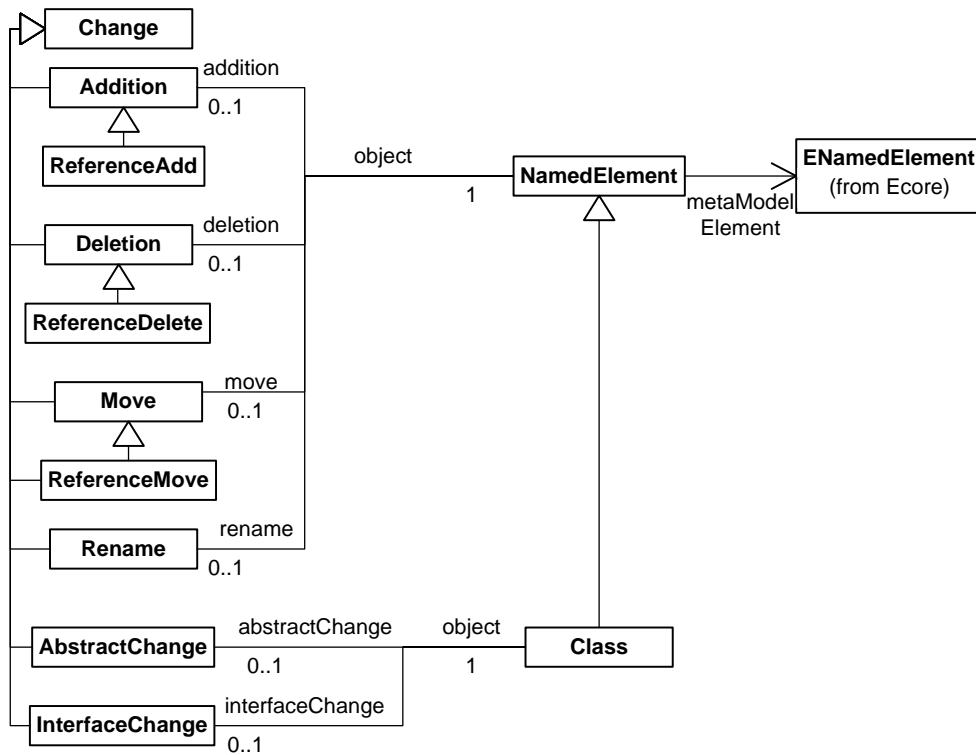 Change
addition
Addition
0..1
ReferenceAdd
object
1
NamedElement
metaModel
Element
ENamedElement
(from Ecore)
deletion
Deletion
0..1
ReferenceDelete
move
Move
0..1
ReferenceMove
rename
Rename
0..1
abstractChange
AbstractChange
0..1
object
1
Class
interfaceChange
InterfaceChange
0..1